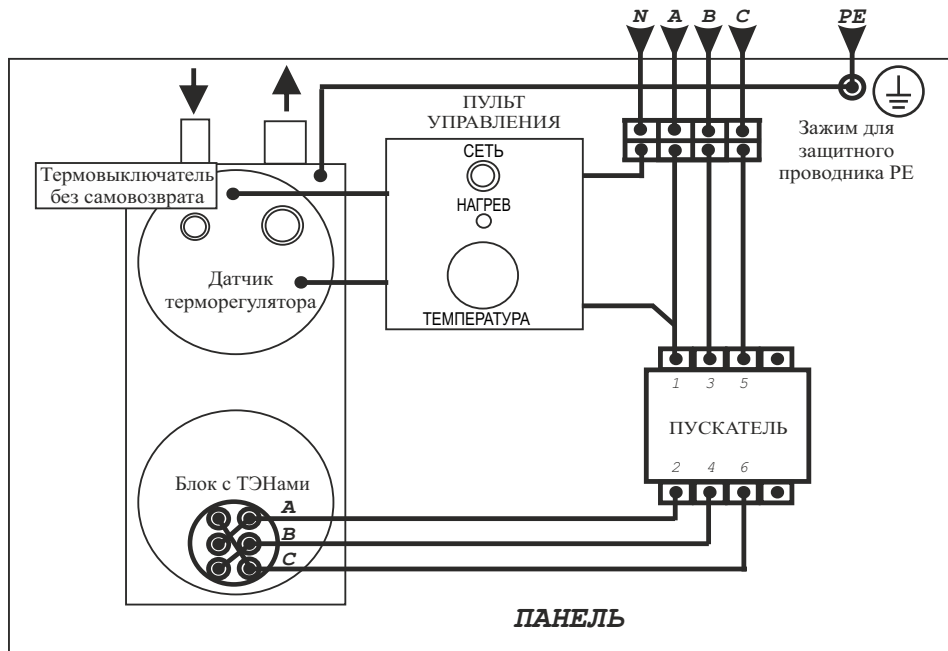 N A B C PE
ПУЛЬТ
УПРАВЛЕНИЯ
Зажим для
защитного
проводника PE
СЕТЬ
НАГРЕВ
ТЕМПЕРАТУРА
Термовыключатель
без самовозврата
Датчик
терморегулятора
1 3 5
ПУСКАТЕЛЬ
2 4 6
Блок с ТЭНами
A
B
C
ПАНЕЛЬ